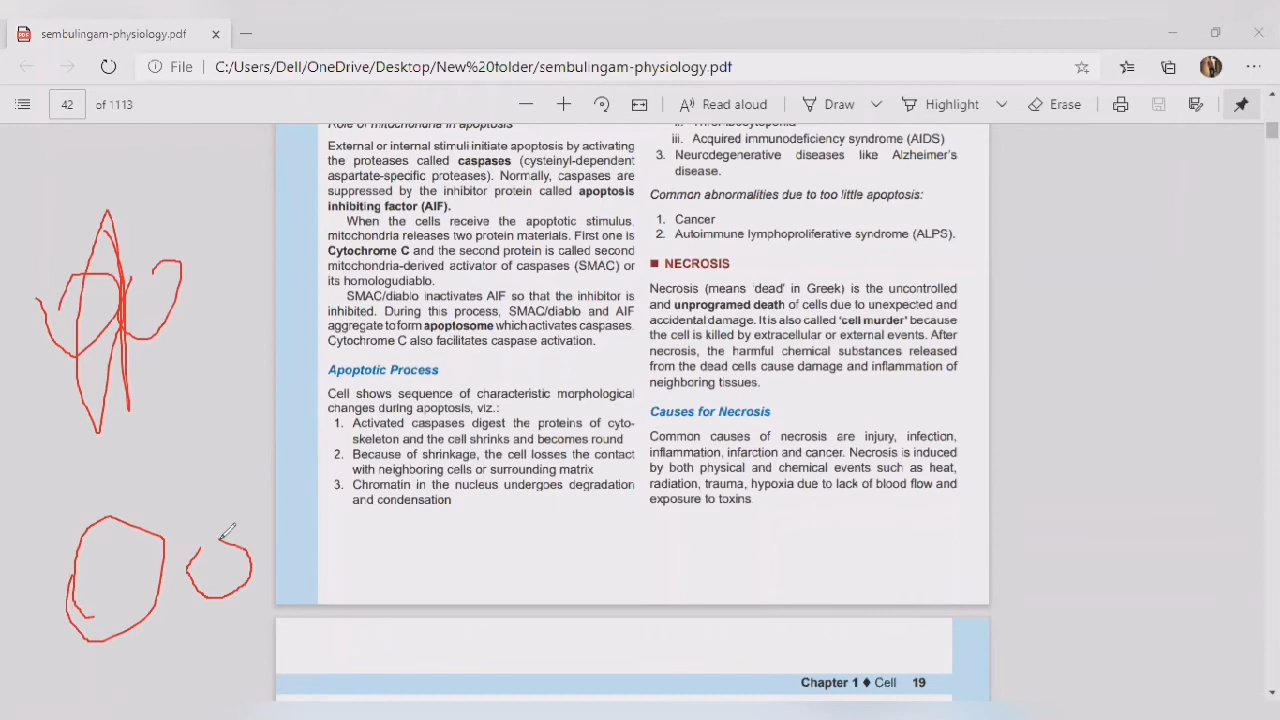 sembulingam-physiology.pdf
File
C:/Users/Dell/OneDrive/Desktop/New%20folder/sembulingam-physiology.pdf
42
of 1113
Read aloud
Draw
Highlight
Erase
Role of mitochondria in apoptosis
External or internal stimuli initiate apoptosis by activating
the proteases called caspases (cysteinyl-dependent
aspartate-specific proteases). Normally, caspases are
suppressed by the inhibitor protein called apoptosis
inhibiting factor (AIF).
When the cells receive the apoptotic stimulus,
mitochondria releases two protein materials. First one is
Cytochrome C and the second protein is called second
mitochondria-derived activator of caspases (SMAC) or
its homologudiablo.
SMAC/diablo inactivates AIF so that the inhibitor is
inhibited. During this process, SMAC/diablo and AIF
aggregate to form apoptosome which activates caspases.
Cytochrome C also facilitates caspase activation.
Apoptotic Process
Cell shows sequence of characteristic morphological
changes during apoptosis, viz.:
1. Activated caspases digest the proteins of cyto-
skeleton and the cell shrinks and becomes round
2. Because of shrinkage, the cell losses the contact
with neighboring cells or surrounding matrix
3. Chromatin in the nucleus undergoes degradation
and condensation
ii. Thrombocytopenia
iii. Acquired immunodeficiency syndrome (AIDS)
3. Neurodegenerative diseases like Alzheimer's
disease.
Common abnormalities due to too little apoptosis:
1. Cancer
2. Autoimmune lymphoproliferative syndrome (ALPS).
NECROSIS
Necrosis (means 'dead' in Greek) is the uncontrolled
and unprogramed death of cells due to unexpected and
accidental damage. It is also called 'cell murder' because
the cell is killed by extracellular or external events. After
necrosis, the harmful chemical substances released
from the dead cells cause damage and inflammation of
neighboring tissues.
Causes for Necrosis
Common causes of necrosis are injury, infection,
inflammation, infarction and cancer. Necrosis is induced
by both physical and chemical events such as heat,
radiation, trauma, hypoxia due to lack of blood flow and
exposure to toxins.
Chapter 1 ♦ Cell 19